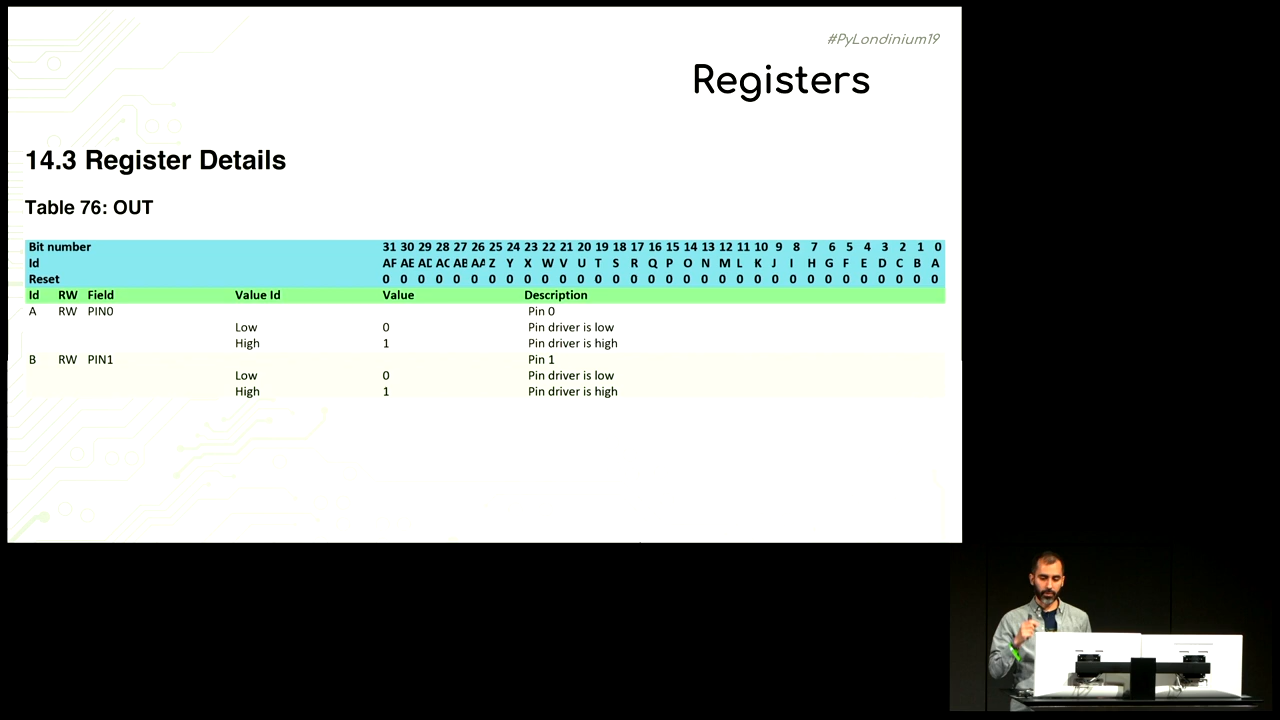 #PyLondinium19
Registers
14.3 Register Details
Table 76: OUT
Bit number 31 30 29 28 27 26 25 24 23 22 21 20 19 18 17 16 15 14 13 12 11 10 9 8 7 6 5 4 3 2 1 0
Id AF AE AD AC AB AA Z Y X W V U T S R Q P O N M L K J I H G F E D C B A
Reset 0 0 0 0 0 0 0 0 0 0 0 0 0 0 0 0 0 0 0 0 0 0 0 0 0 0 0 0 0 0 0 0
Id RW Field Value Id Value Description
A RW PIN0 Pin 0
Low 0 Pin driver is low
High 1 Pin driver is high
B RW PIN1 Pin 1
Low 0 Pin driver is low
High 1 Pin driver is high